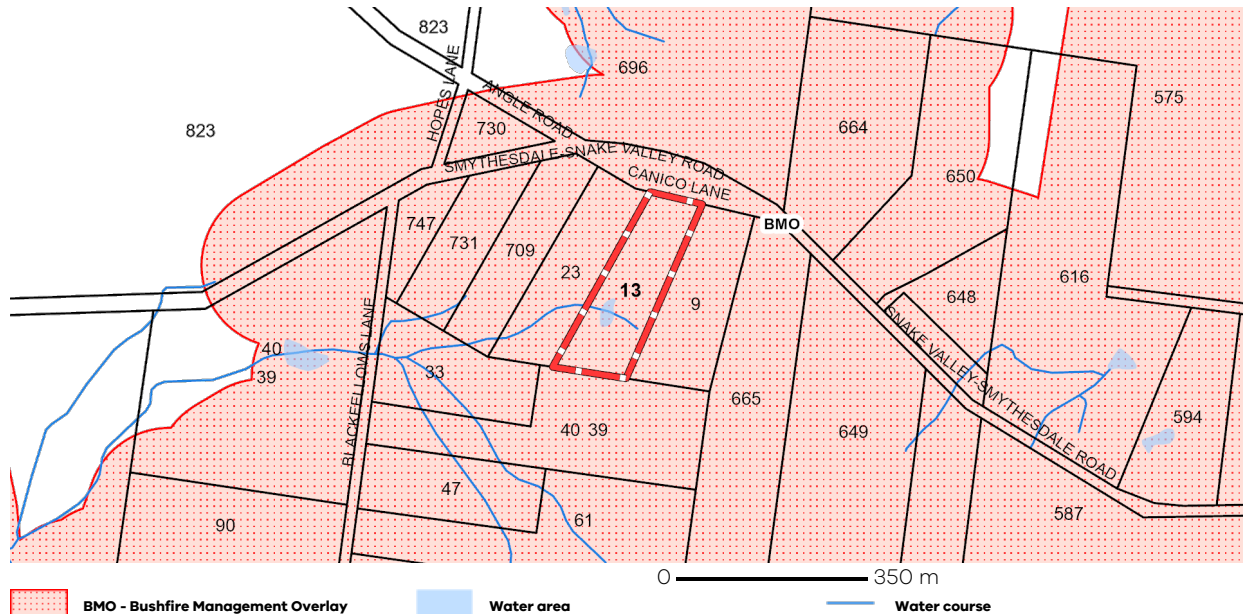 823
HOPES LANE
ANGLE ROAD
696
575
664
823
730
SMYTHESDALE-SNAKE VALLEY ROAD
CANICO LANE
650
747
731
709
BMO
23
13
9
616
648
BLACKFELLOWS LANE
SNAKE VALLEY-SMYTHESDALE ROAD
40
39
33
665
40 39
649
594
47
61
587
90
0 350 m
BMO - Bushfire Management Overlay Water area Water course